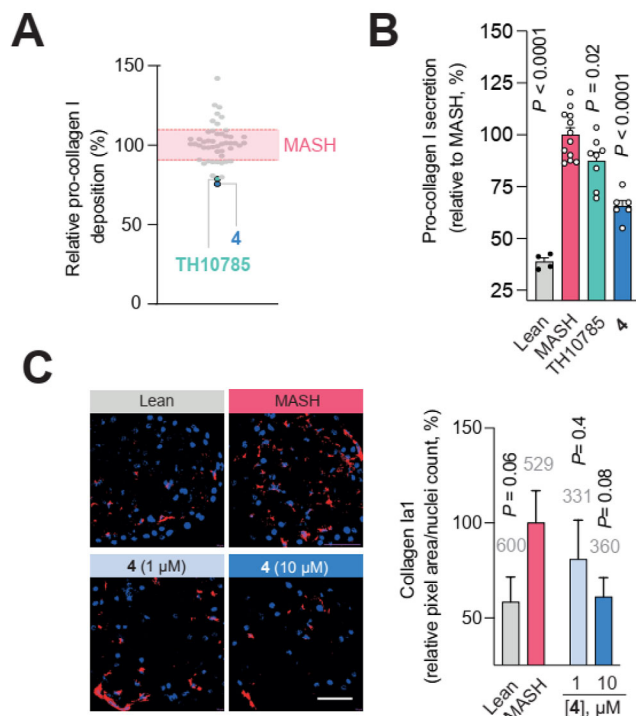 A
Relative pro-collagen I
deposition (%)
150
100
50
0
MASH
4
TH10785
B
Pro-collagen I secretion
(relative to MASH, %)
150
125
100
75
50
25
P < 0.0001
P = 0.02
P < 0.0001
Lean
MASH
TH10785
4
C
Lean
MASH
4 (1 µM)
4 (10 µM)
Collagen Ia1
(relative pixel area/nuclei count, %)
150
100
50
P = 0.06
600
529
P= 0.4
331
P= 0.08
360
Lean
MASH
1 10
[4], µM